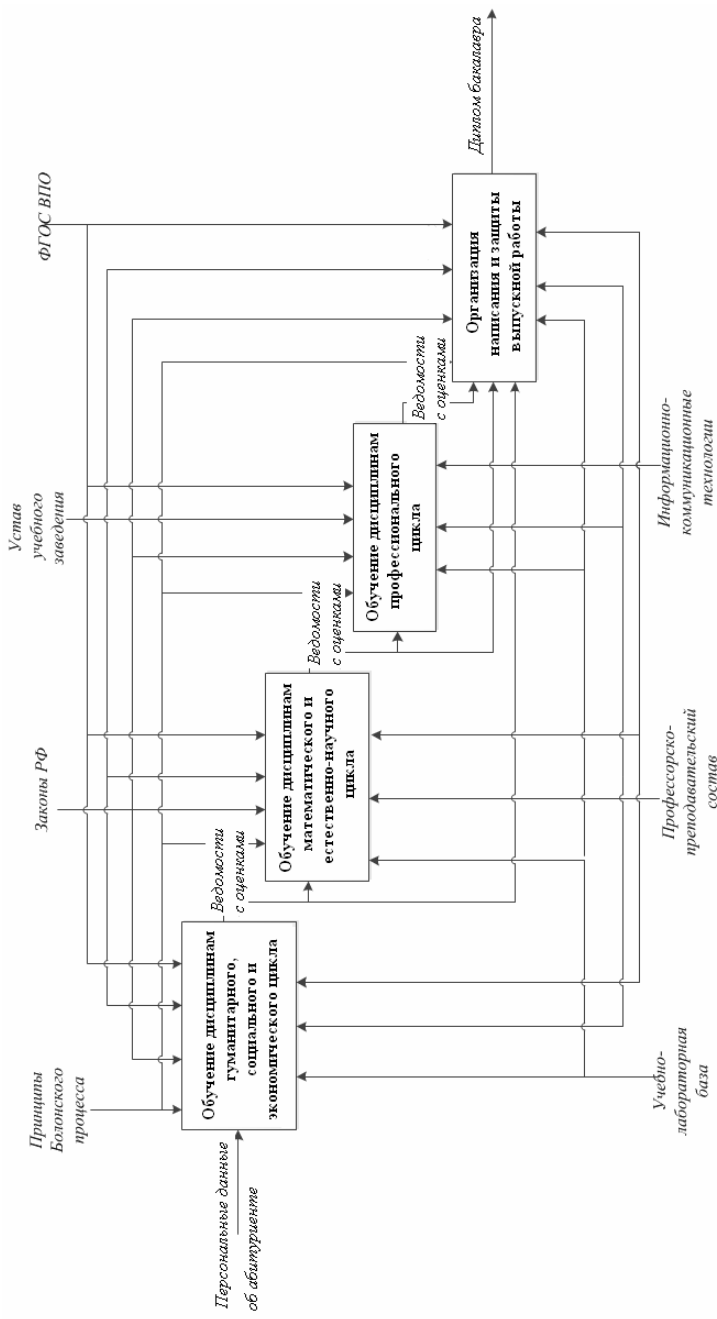 Принципы
Болонского
процесса
Законы РФ
Устав
учебного
заведения
ФГОС ВПО
Персональные данные
об абитуриенте
Обучение дисциплинам
гуманитарного,
социального и
экономического цикла
Ведомости
с оценками
Обучение дисциплинам
математического и
естественно-научного
цикла
Ведомости
с оценками
Обучение дисциплинам
профессионального
цикла
Ведомости
с оценками
Организация
написания и защиты
выпускной работы
Диплом бакалавра
Учебно-
лабораторная
база
Профессорско-
преподавательский
состав
Информационно-
коммуникационные
технологии